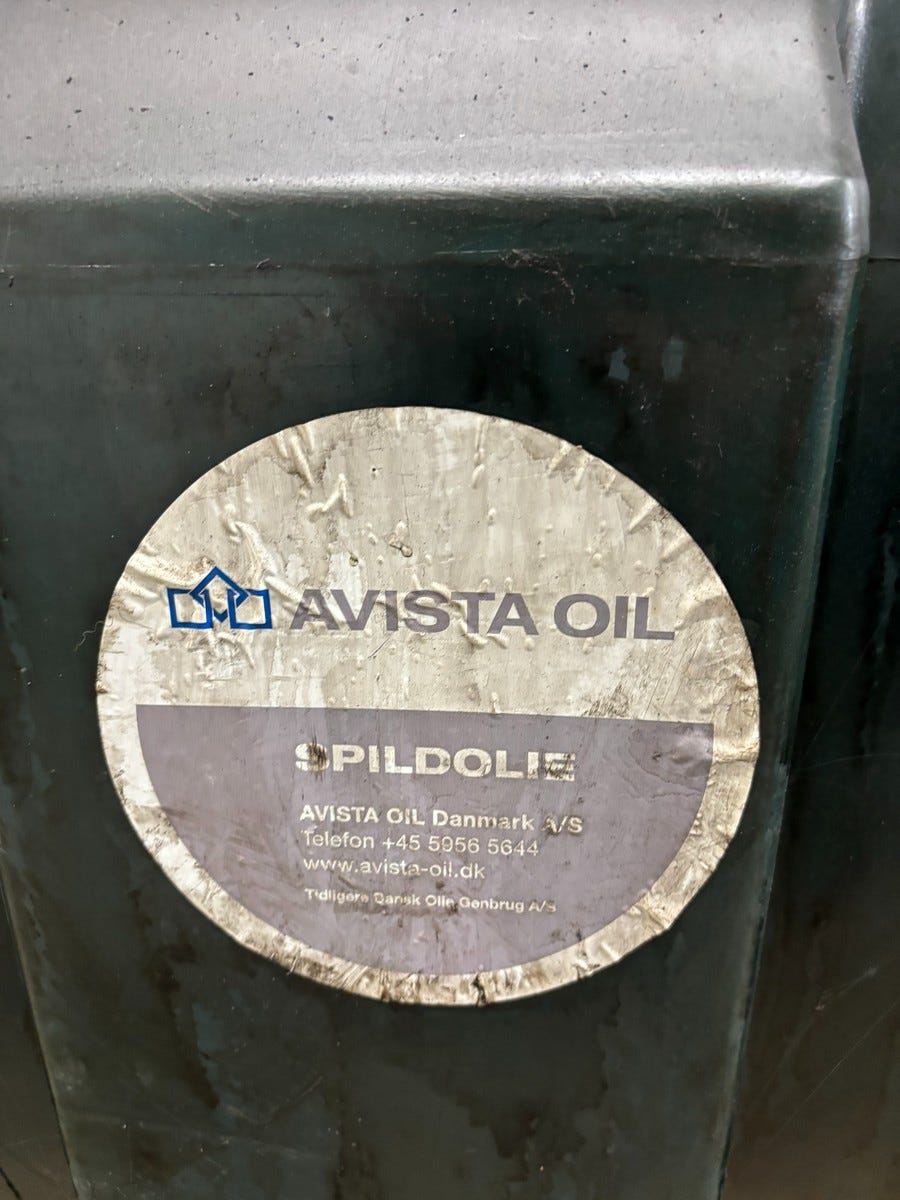 AVISTA OIL
SPILDOLIE
AVISTA OIL Danmark A/S
Telefon +45 5956 5644
www.avista-oil.dk
Tidligere Dansk Olie Genbrug A/S